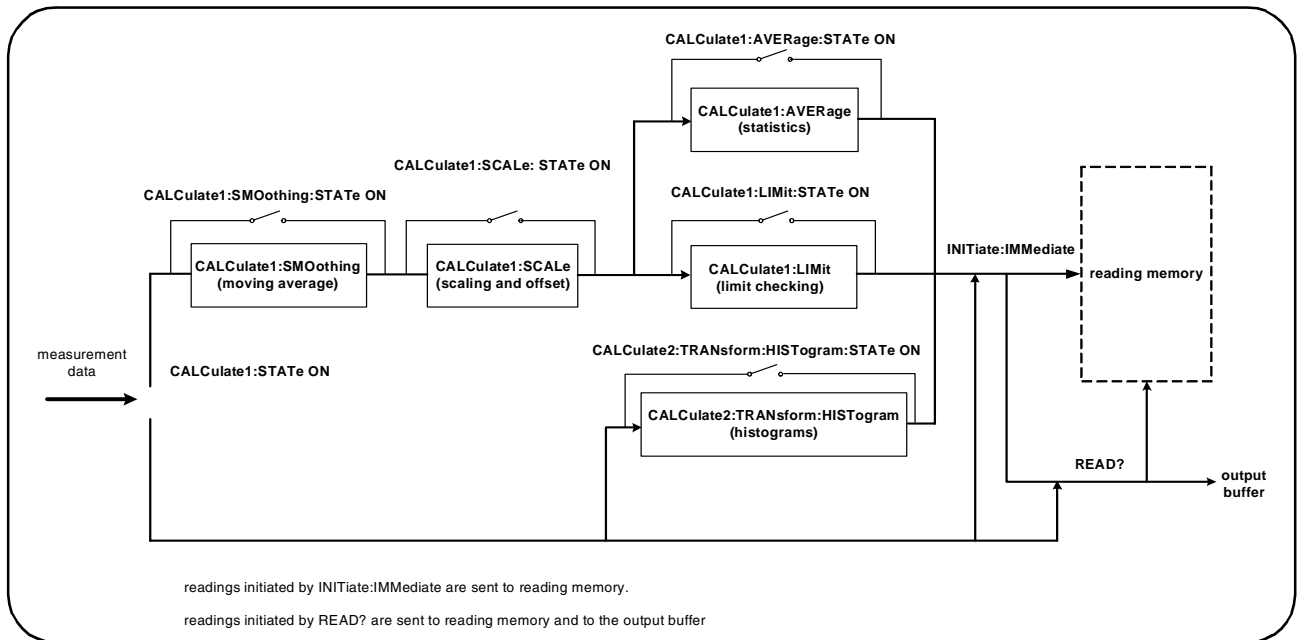 CALCulate1:AVERage:STATe ON
CALCulate1:AVERage
(statistics)
CALCulate1:SCALe: STATe ON
CALCulate1:SMOothing:STATe ON
CALCulate1:LIMit:STATe ON
INITiate:IMMediate
CALCulate1:SMOothing
(moving average)
CALCulate1:SCALe
(scaling and offset)
CALCulate1:LIMit
(limit checking)
reading memory
measurement
data
CALCulate1:STATe ON
CALCulate2:TRANsform:HISTogram:STATe ON
CALCulate2:TRANsform:HISTogram
(histograms)
READ?
output
buffer
readings initiated by INITiate:IMMediate are sent to reading memory.
readings initiated by READ? are sent to reading memory and to the output buffer